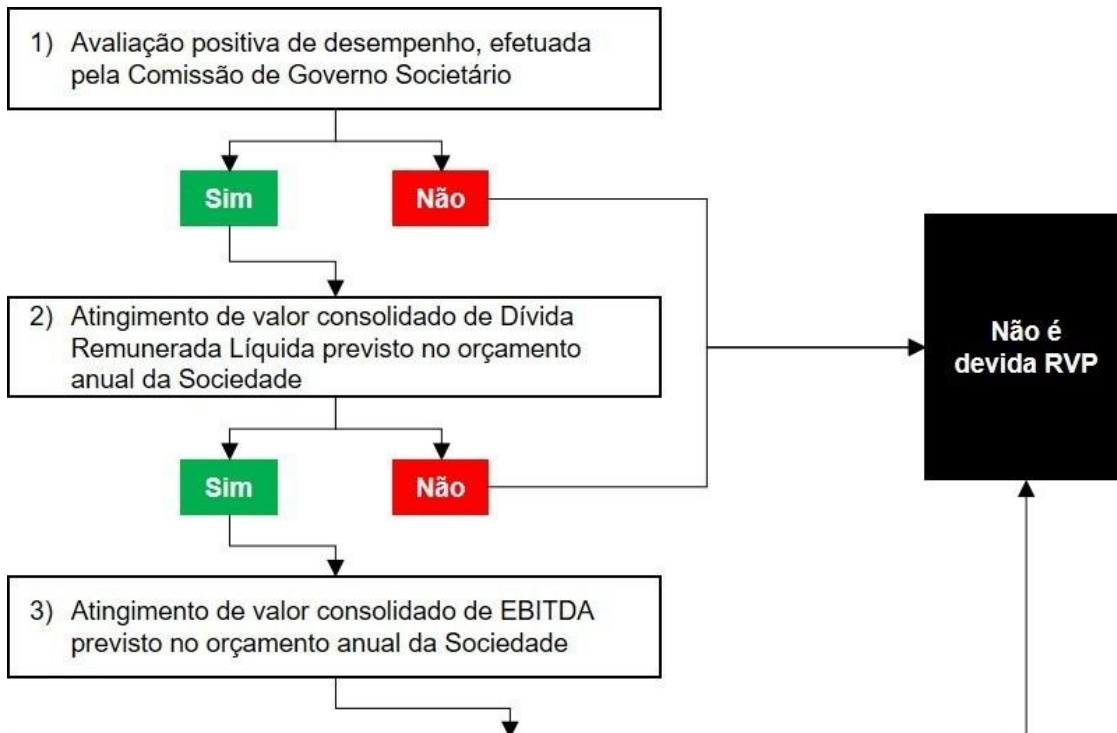 1) Avaliação positiva de desempenho, efetuada
pela Comissão de Governo Societário
Sim
Não
2) Atingimento de valor consolidado de Dívida
Remunerada Líquida previsto no orçamento
anual da Sociedade
Não é
devida RVP
Sim
Não
3) Atingimento de valor consolidado de EBITDA
previsto no orçamento anual da Sociedade